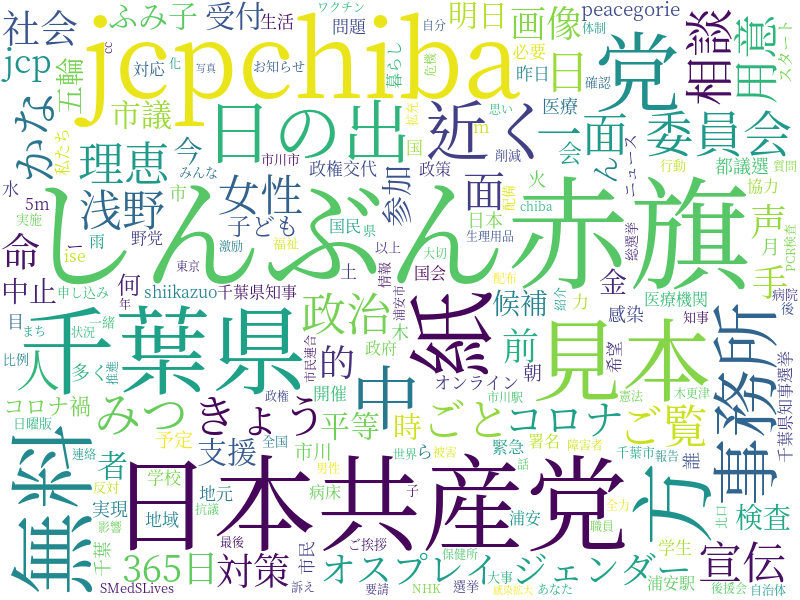 社会
ふみ子
受付
生活
ワクチン
自分
体制
peacegorie
明日
画像
問題
jcpchiba
cc
化
写真
対応
お知らせ
暮らし
危機
必要
昨日
日
党
相談
用意
スタート
jcp
五輪
私たち
市議
日の出
近く
医療
確認
思い
拡充
m
一面
委員会
かな
理恵
今
みんな
市川市
政権交代
国
政策
削減
会
ん
都議選
ニュース
行動
質問
協力
水
5m
実施
浅野
女性
市
子ども
参加
面
日本
配備
火
chiba
声
月
総選挙
PCR検査
しんぶん赤旗
命
ー
雨
ise
野党
激励
国民
県
福祉
以上
大切
生理用品
手
中止
申し込み
何
年
shiikazuo
千葉県知事
東京
土
情報
国会
配布
金
病院
後
目
まち
千葉県
政治
木
紙
候補
力
紹介
感染
医療機関
知事
見本
事務所
人
比例
状況
一緒
推進
多く
中
的
政府
市民連合
浦安市
前
朝
希望
コロナ禍
日曜版
みつ
きょう
政権
開催
平等
時
オンライン
市川駅
憲法
木更津
ごと
コロナ
ご覧
千葉県知事選挙
無料
連絡
者
予定
支援
全国
市川
ら
世界
被害
緊急
署名
障害者
誰
千葉市
報告
検査
反対
影響
実現
学校
地元
抗議
地域
男性
病床
子
浦安
話
日本共産党
万
全力
職員
北口
千葉
365日
最後
対策
ご挨拶
市民
保健所
オスプレイ
ジェンダー
学生
浦安駅
宣伝
SMedSLives
訴え
要請
NHK
選挙
大事
感染拡大
あなた
後援会
自治体